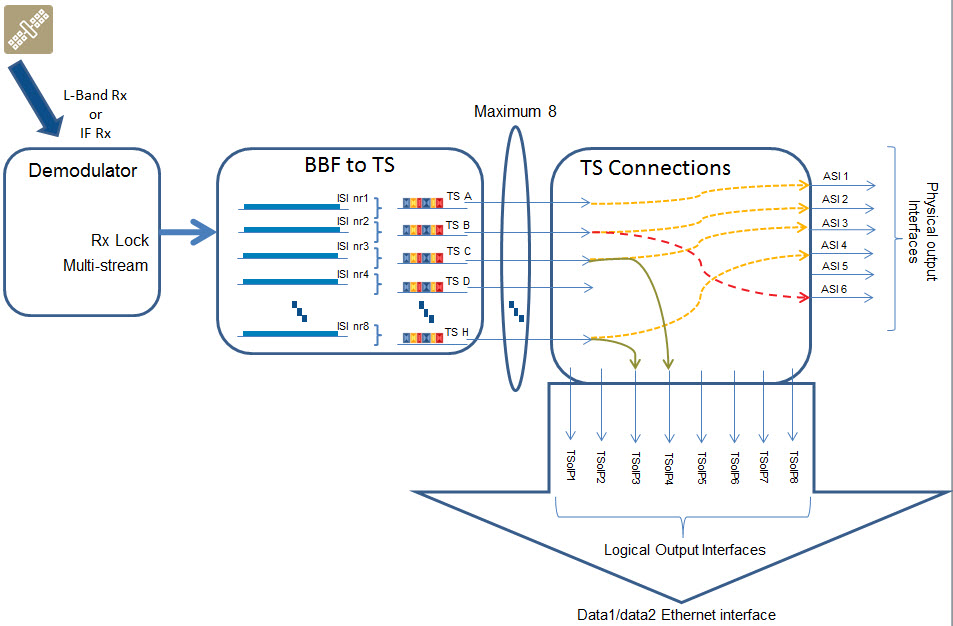 L-Band Rx
or
IF Rx
Demodulator
Rx Lock
Multi-stream
BBF to TS
ISI nr1
ISI nr2
ISI nr3
ISI nr4
ISI nr8
TS A
TS B
TS C
TS D
TS H
Maximum 8
TS Connections
ASI 1
ASI 2
ASI 3
ASI 4
ASI 5
ASI 6
Physical output
Interfaces
TSoIP1
TSoIP2
TSoIP3
TSoIP4
TSoIP5
TSoIP6
TSoIP7
TSoIP8
Logical Output Interfaces
Data1/data2 Ethernet interface